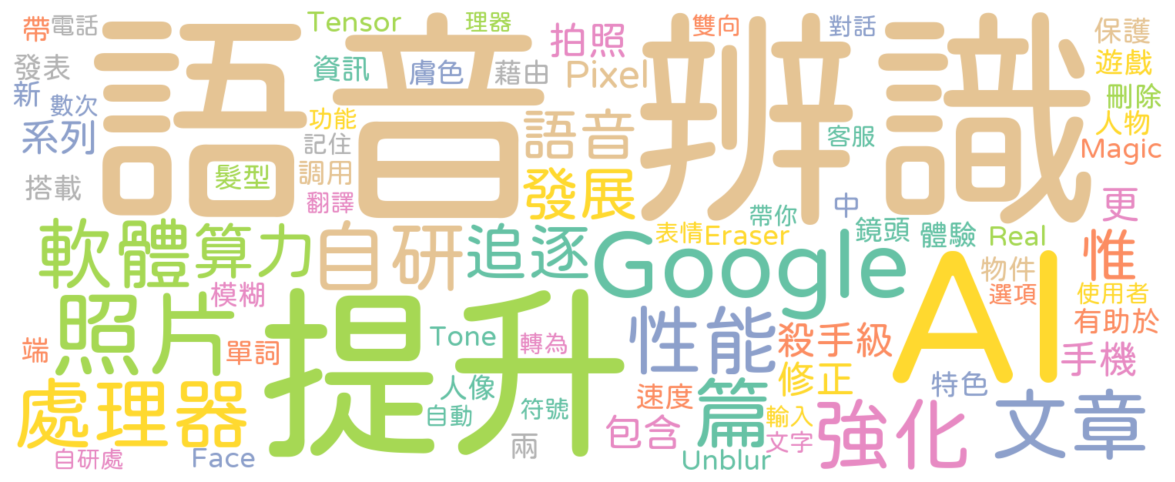 帶
電話
Tensor
理器
拍照
雙向
對話
保護
語音辨識
發表
資訊
膚色
藉由
Pixel
遊戲
新
數次
刪除
系列
功能
語音
人物
記住
客服
Magic
搭載
髮型
調用
發展
翻譯
帶你
中
更
軟體
算力
自研
追逐
Google
表情
Eraser
鏡頭
體驗
Real
惟
AI
物件
模糊
選項
使用者
照片
提升
性能
有助於
端
單詞
Tone
轉為
殺手級
手機
處理器
人像
修正
特色
自動
符號
速度
篇
輸入
強化
文章
包含
兩
文字
自研處
Face
Unblur